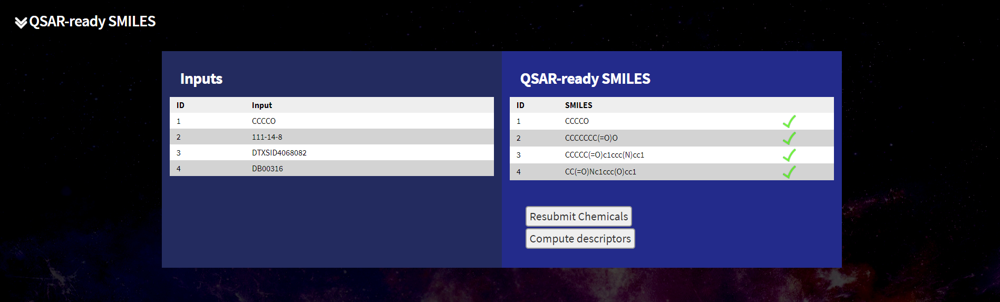 QSAR-ready SMILES
Inputs
ID Input
1 CCCCO
2 111-14-8
3 DTXSID4068082
4 DB00316
QSAR-ready SMILES
ID SMILES
1 CCCCO
2 CCCCCCC(=O)O
3 CCCCC(=O)c1ccc(N)cc1
4 CC(=O)Nc1ccc(O)cc1
Resubmit Chemicals
Compute descriptors